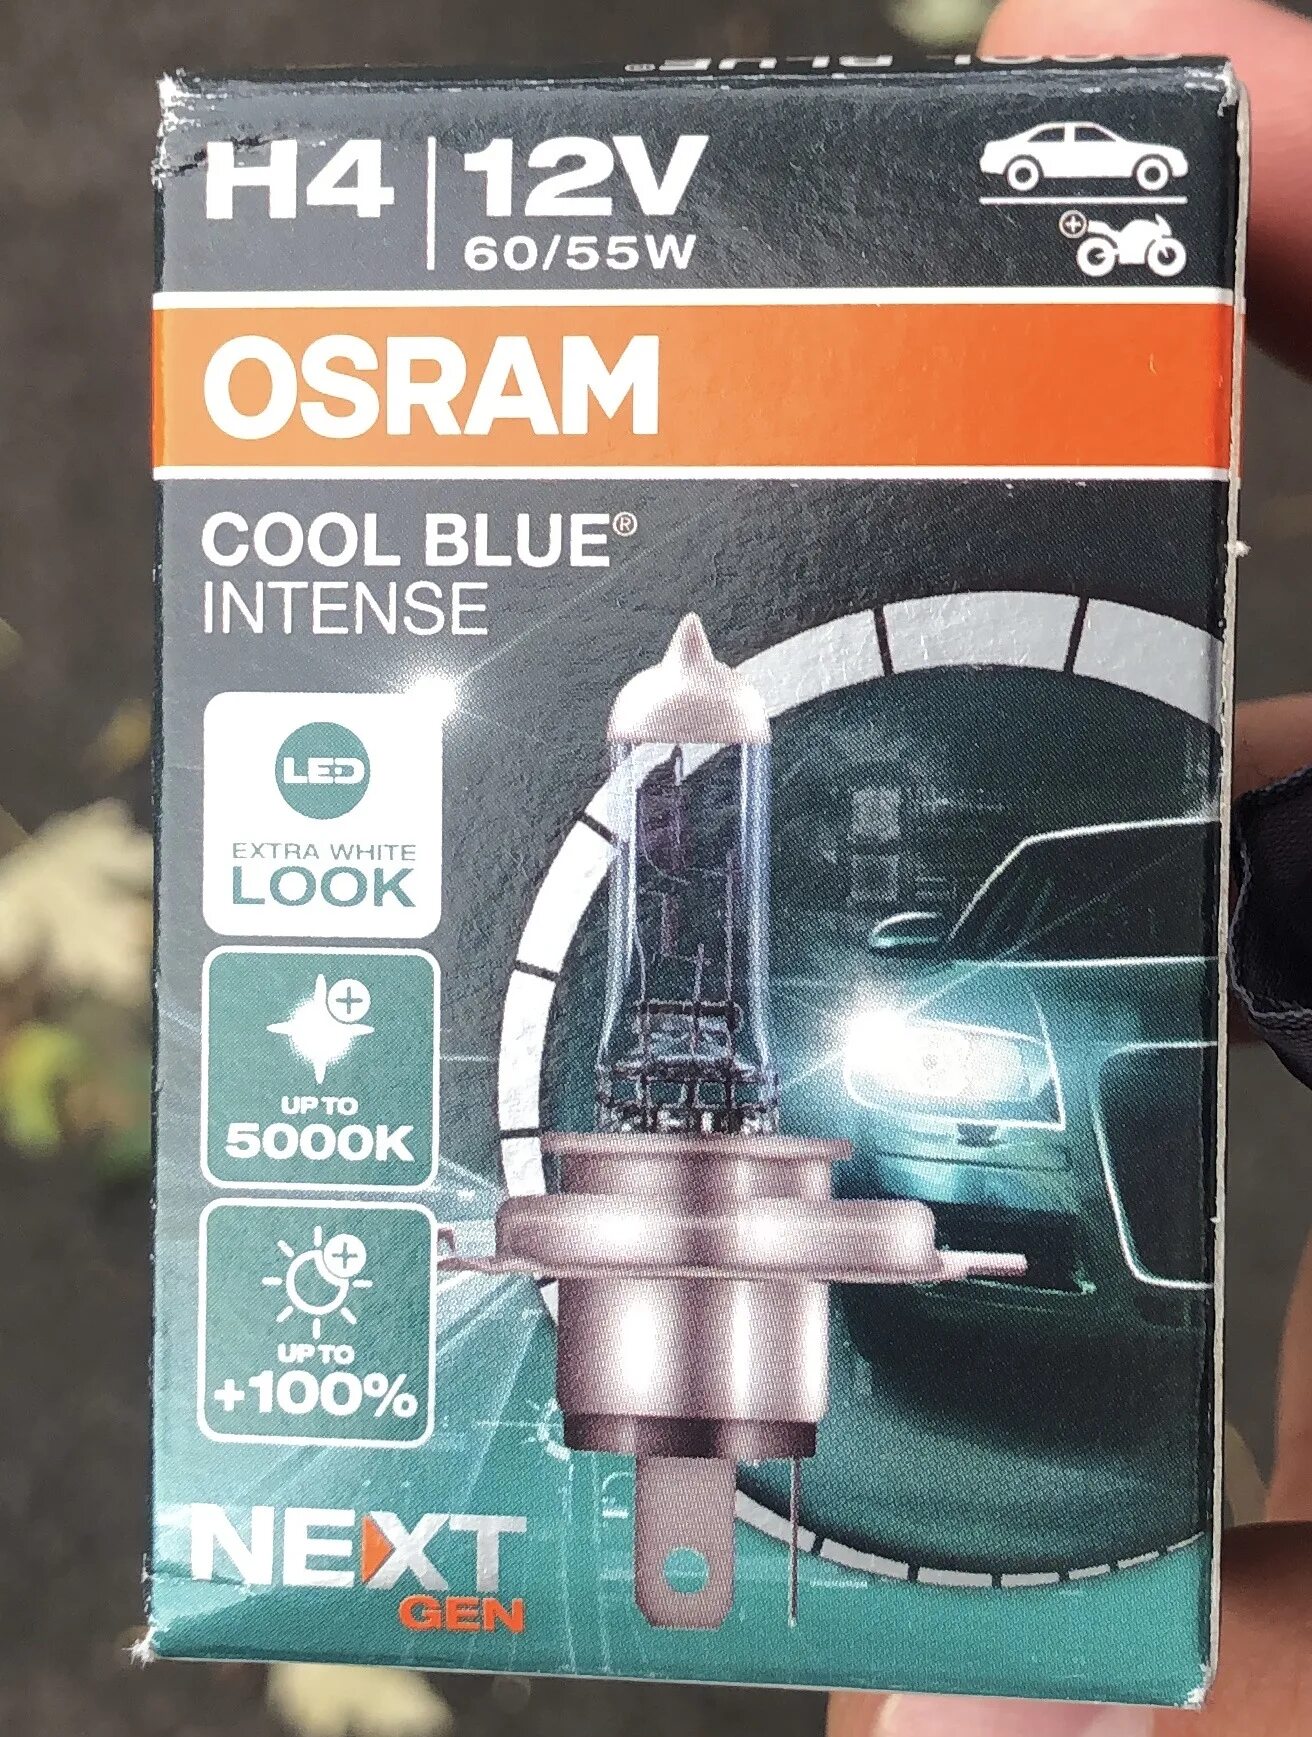 H4 | 12V
60/55W
OSRAM
COOL BLUE®
INTENSE
LED
EXTRA WHITE
LOOK
UP TO
5000K
UP TO
+100%
NEXT
GEN